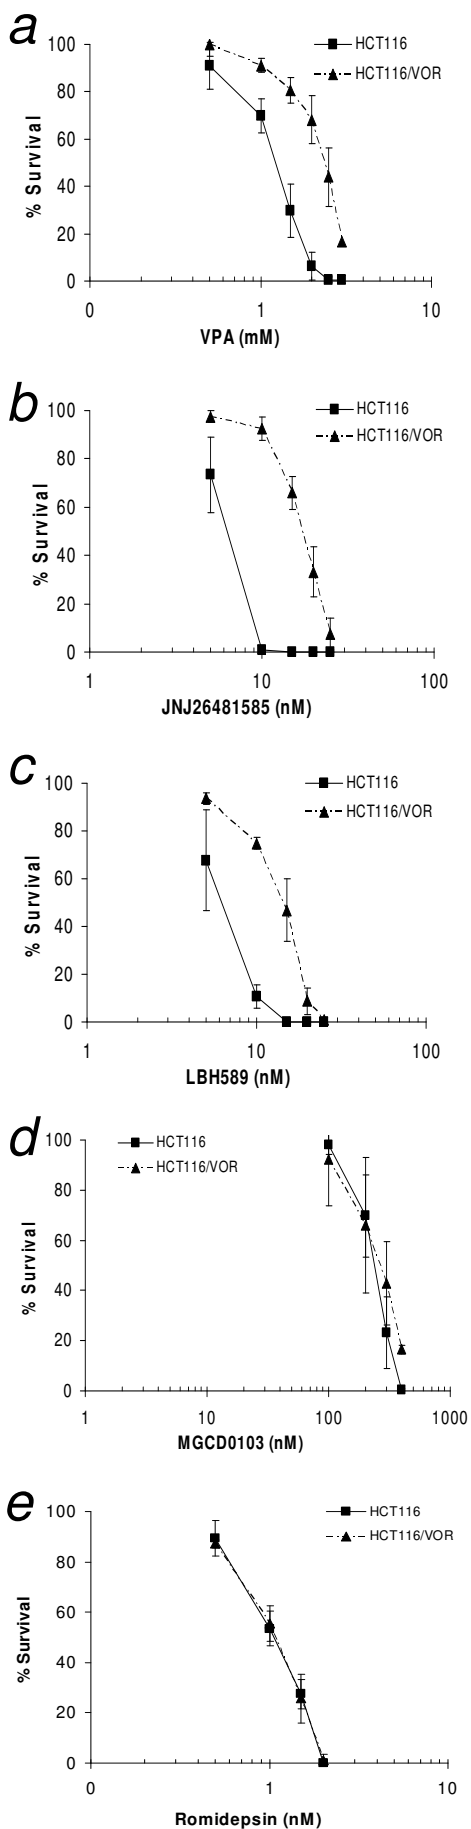 a
100
HCT116
80
HCT116/VOR
60
% Survival
40
20
0
0 1 10
VPA (mM)
b
100
HCT116
80
HCT116/VOR
60
% Survival
40
20
0
1 10 100
JNJ26481585 (nM)
c
100
HCT116
80
HCT116/VOR
60
% Survival
40
20
0
1 10 100
LBH589 (nM)
d
100
HCT116
HCT116/VOR
80
60
% Survival
40
20
0
1 10 100 1000
MGCD0103 (nM)
e
100
HCT116
HCT116/VOR
80
60
% Survival
40
20
0
0 1 10
Romidepsin (nM)